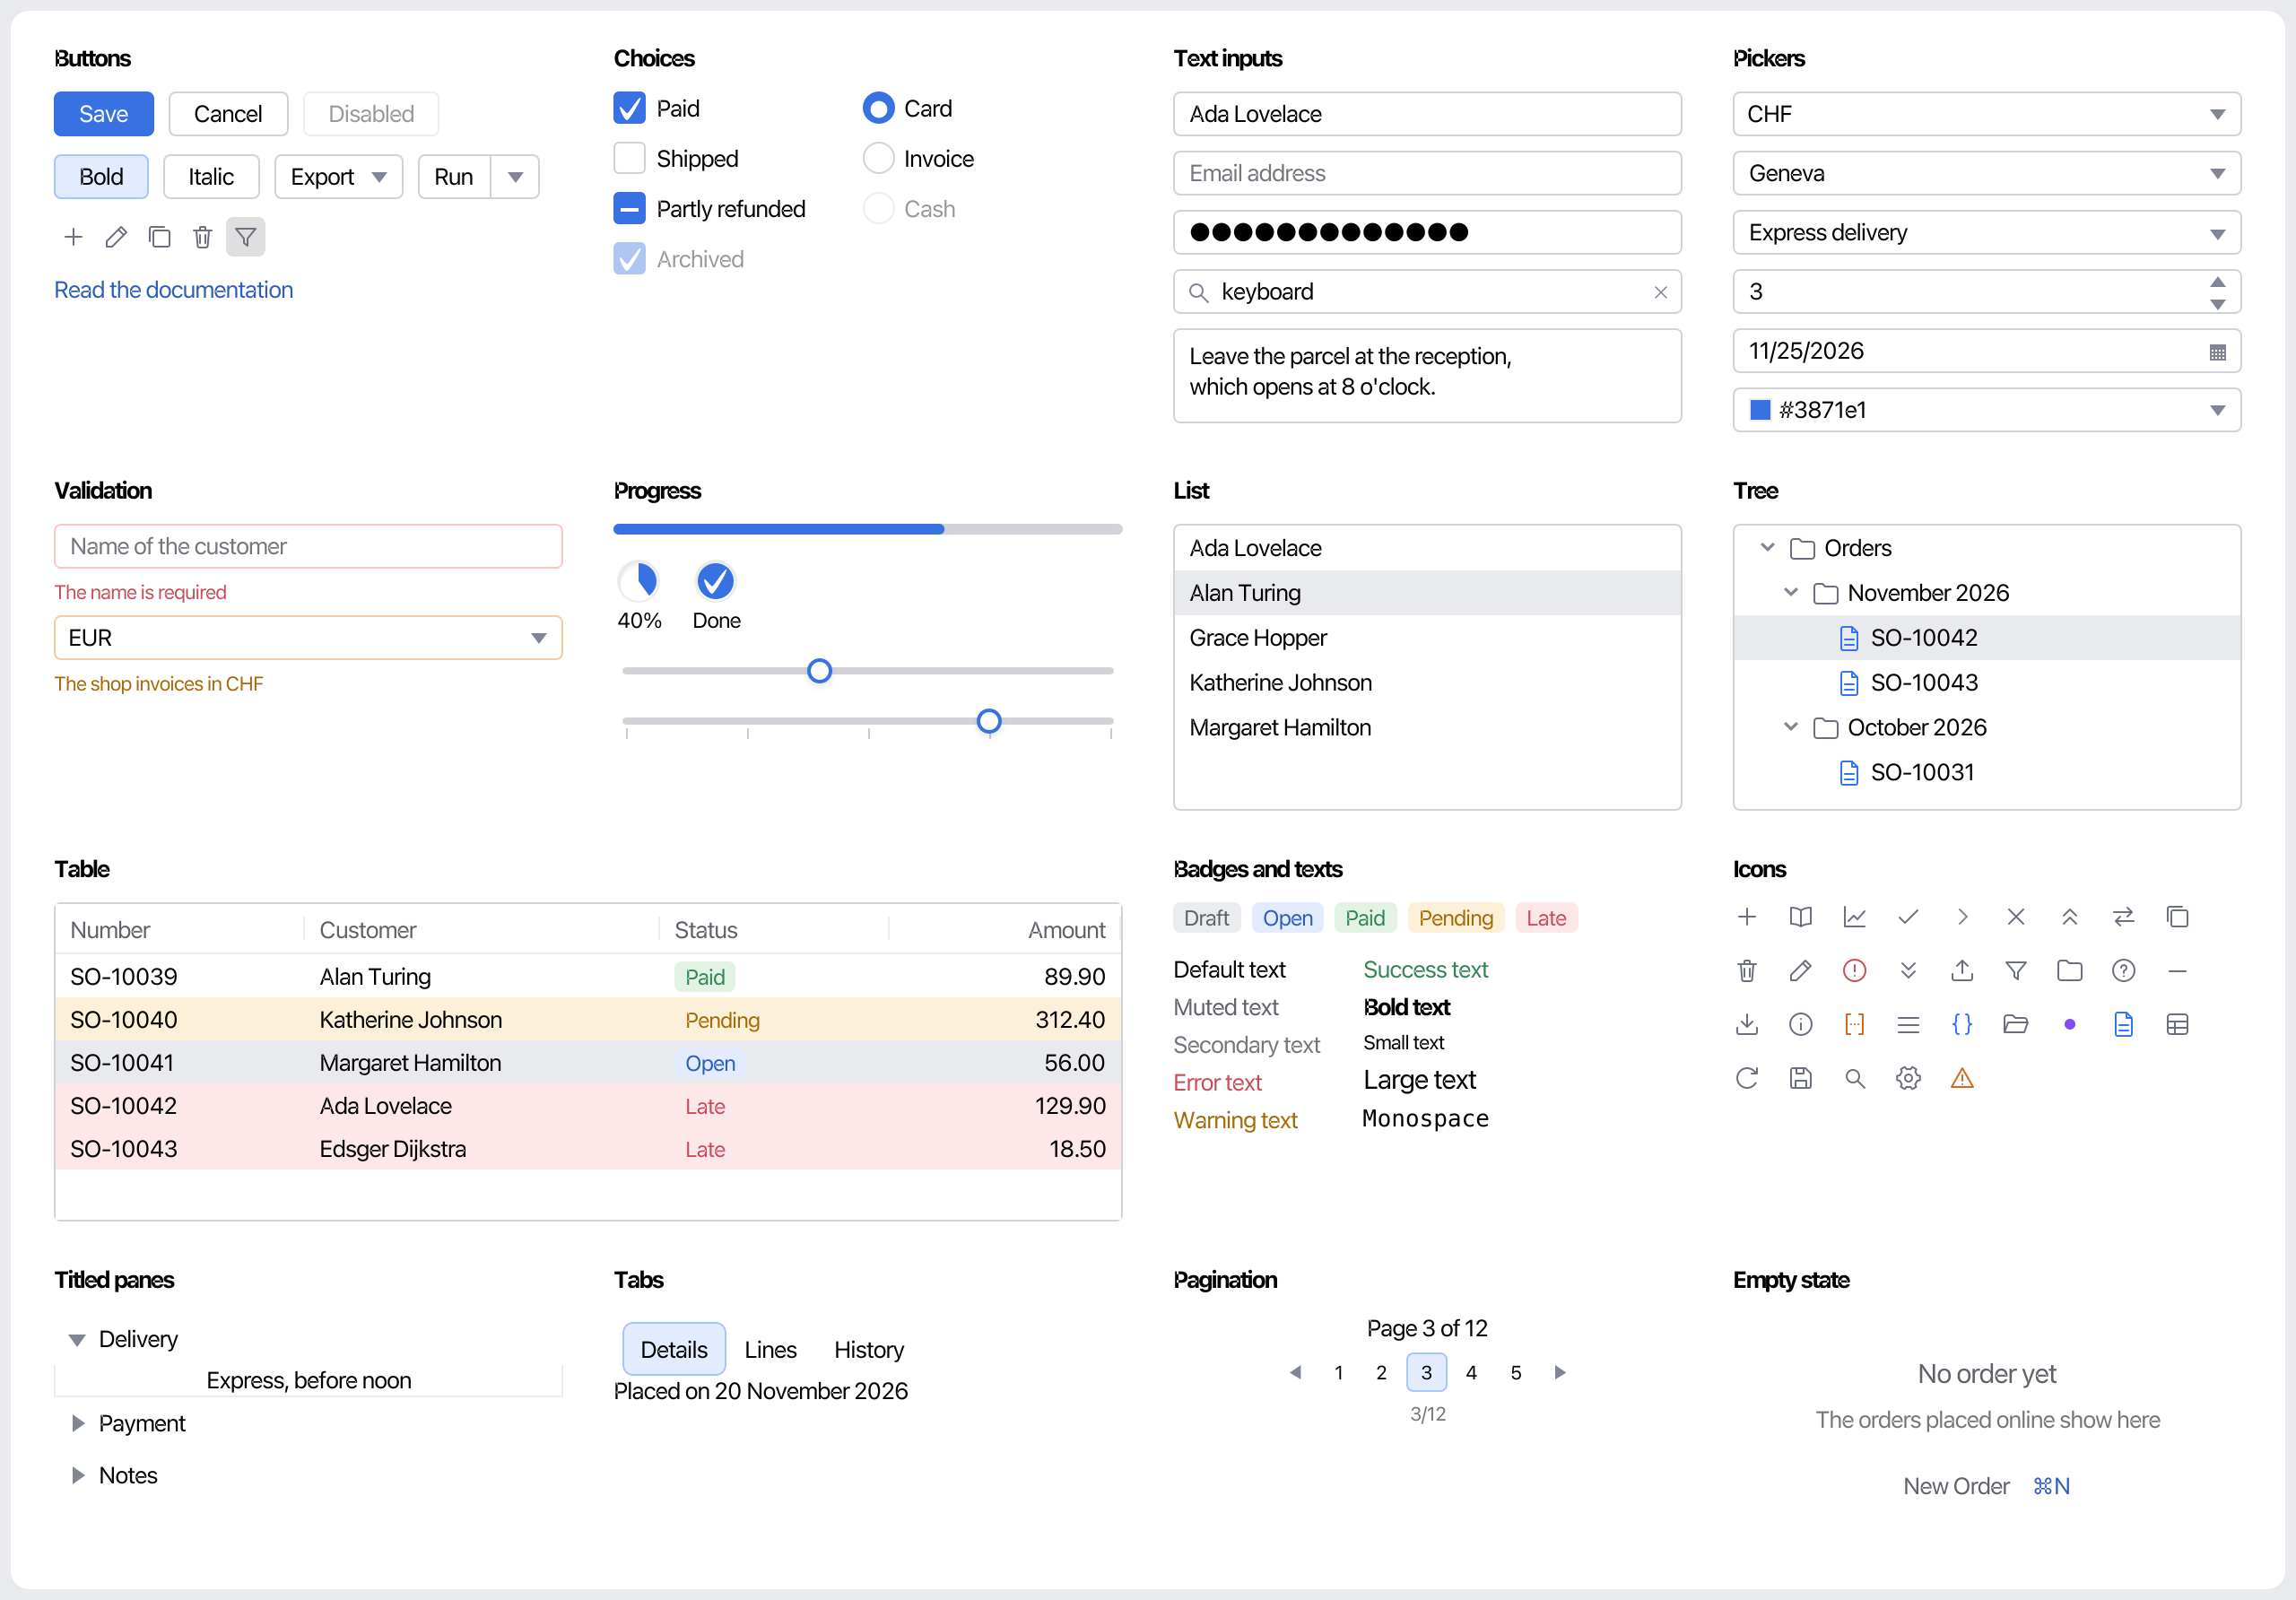 Buttons
Save
Cancel
Disabled
Bold
Italic
Export
Run
Read the documentation
Choices
Paid
Shipped
Partly refunded
Archived
Card
Invoice
Cash
Text inputs
Ada Lovelace
Email address
●●●●●●●●●●●●●
keyboard
Leave the parcel at the reception,
which opens at 8 o'clock.
Pickers
CHF
Geneva
Express delivery
3
11/25/2026
#3871e1
Validation
Name of the customer
The name is required
EUR
The shop invoices in CHF
Progress
40%
Done
List
Ada Lovelace
Alan Turing
Grace Hopper
Katherine Johnson
Margaret Hamilton
Tree
Orders
November 2026
SO-10042
SO-10043
October 2026
SO-10031
Table
Number Customer Status Amount
SO-10039 Alan Turing Paid 89.90
SO-10040 Katherine Johnson Pending 312.40
SO-10041 Margaret Hamilton Open 56.00
SO-10042 Ada Lovelace Late 129.90
SO-10043 Edsger Dijkstra Late 18.50
Badges and texts
Draft Open Paid Pending Late
Default text
Muted text
Secondary text
Error text
Warning text
Success text
Bold text
Small text
Large text
Monospace
Icons
Titled panes
Delivery
Express, before noon
Payment
Notes
Tabs
Details Lines History
Placed on 20 November 2026
Pagination
Page 3 of 12
1 2 3 4 5
3/12
Empty state
No order yet
The orders placed online show here
New Order ⌘N